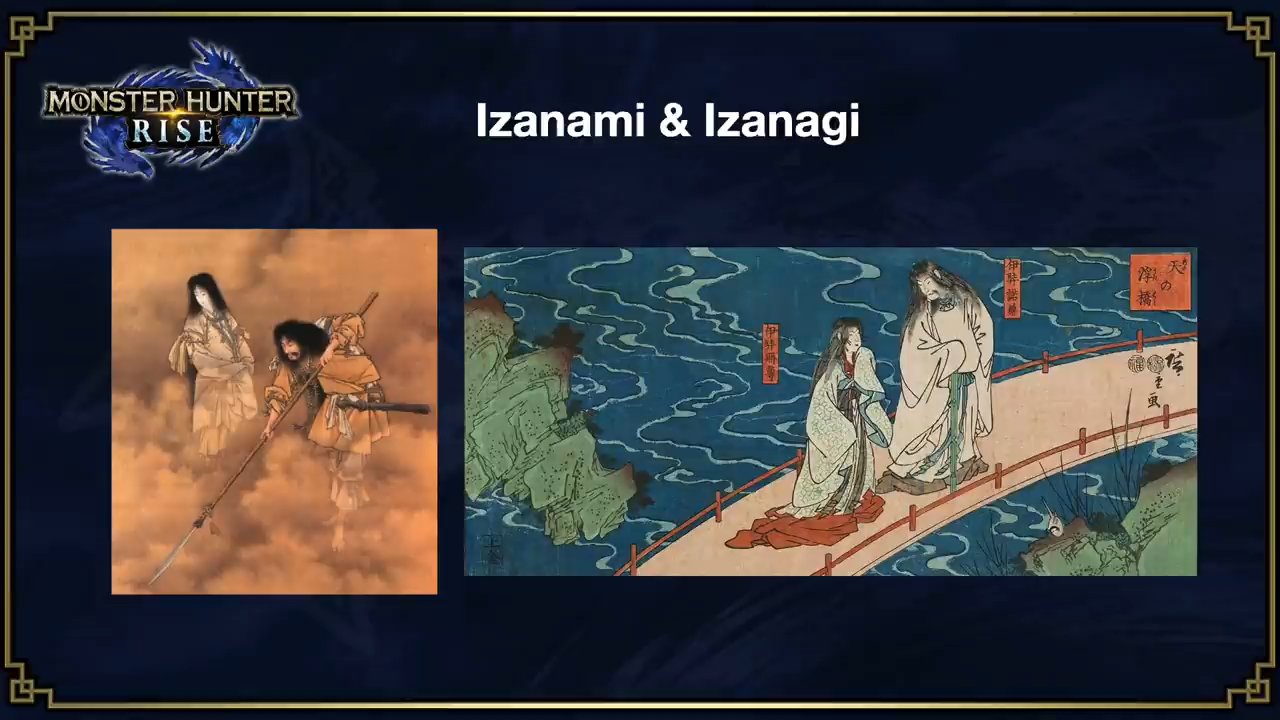 MONSTER HUNTER
RISE
Izanami & Izanagi
天の
浮橋